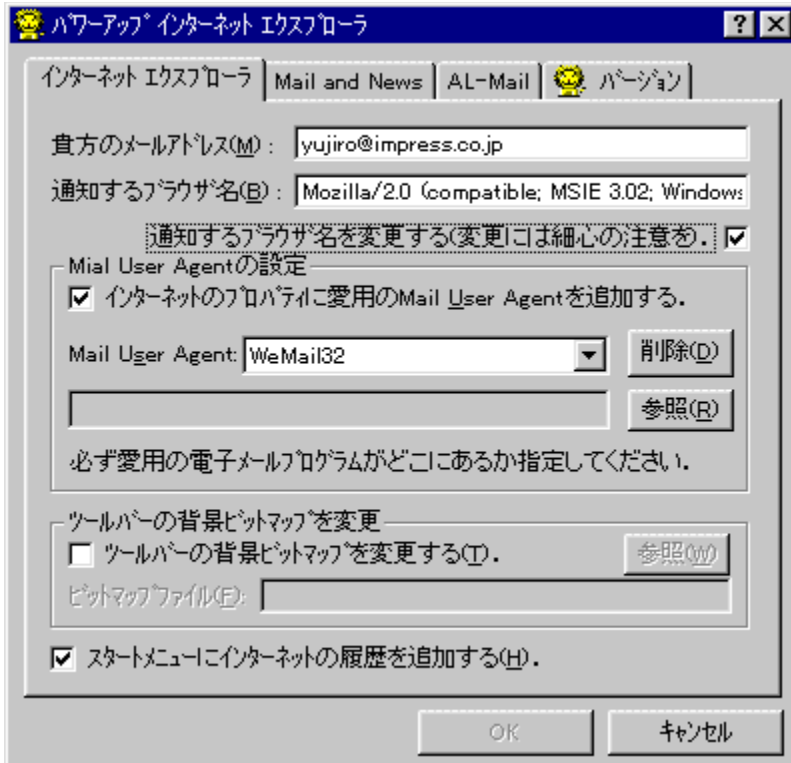 ﾊﾟﾜｰｱｯﾌﾟ ｲﾝﾀｰﾈｯﾄ ｴｸｽﾌﾟﾛｰﾗ
ｲﾝﾀｰﾈｯﾄ ｴｸｽﾌﾟﾛｰﾗ Mail and News AL-Mail ﾊﾞｰｼﾞｮﾝ
貴方のﾒｰﾙｱﾄﾞﾚｽ(M) : yujiro@impress.co.jp
通知するﾌﾞﾗｳｻﾞ名(B) : Mozilla/2.0 (compatible; MSIE 3.02; Windows
通知するﾌﾞﾗｳｻﾞ名を変更する(変更には細心の注意を).
Mial User Agentの設定
ｲﾝﾀｰﾈｯﾄのﾌﾟﾛﾊﾟﾃｨに愛用のMail User Agentを追加する.
Mail User Agent: WeMail32 削除(D)
参照(R)
必ず愛用の電子ﾒｰﾙﾌﾟﾛｸﾞﾗﾑがどこにあるか指定してください.
ﾂｰﾙﾊﾞｰの背景ﾋﾞｯﾄﾏｯﾌﾟを変更
ﾂｰﾙﾊﾞｰの背景ﾋﾞｯﾄﾏｯﾌﾟを変更する(T). 参照(W)
ﾋﾞｯﾄﾏｯﾌﾟﾌｧｲﾙ(F):
ｽﾀｰﾄﾒﾆｭｰにｲﾝﾀｰﾈｯﾄの履歴を追加する(H).
OK ｷｬﾝｾﾙ